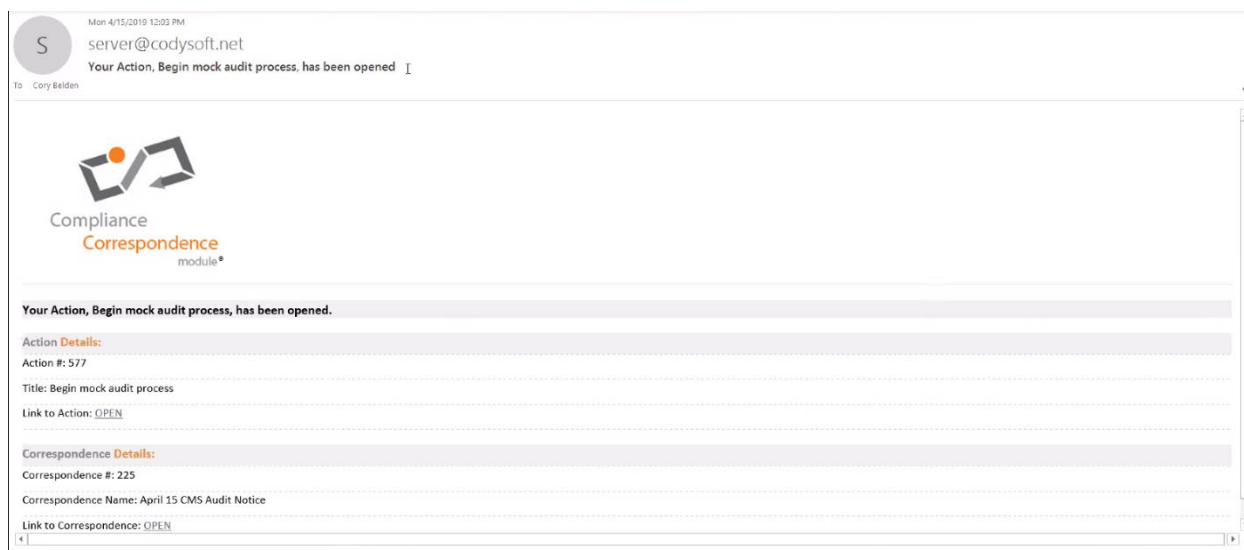 Mon 4/15/2019 12:03 PM
S
server@codysoft.net
Your Action, Begin mock audit process, has been opened
To Cory Belden
Compliance
Correspondence
module®
Your Action, Begin mock audit process, has been opened.
Action Details:
Action #: 577
Title: Begin mock audit process
Link to Action: OPEN
Correspondence Details:
Correspondence #: 225
Correspondence Name: April 15 CMS Audit Notice
Link to Correspondence: OPEN